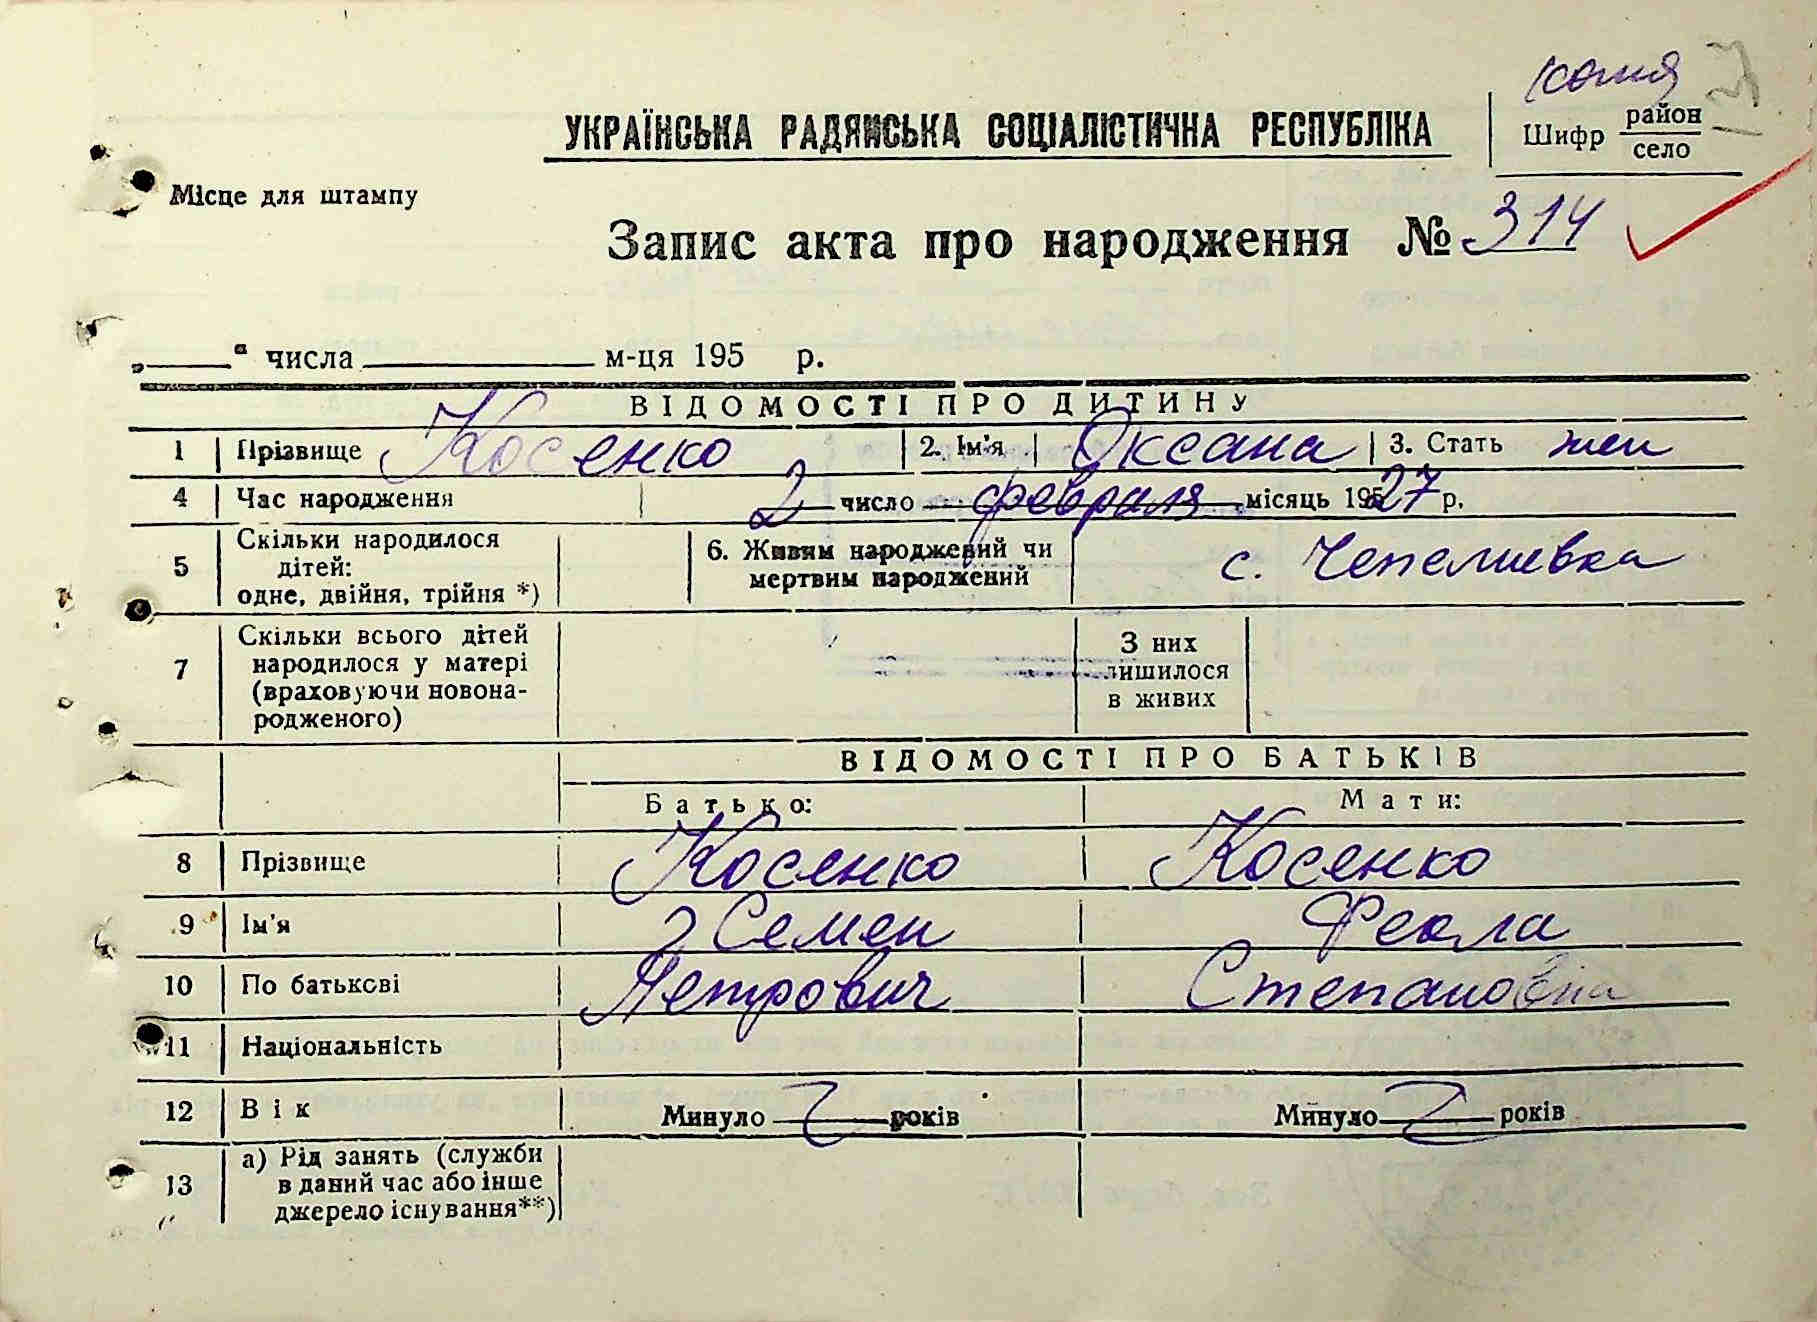 копия
УКРАЇНСЬКА РАДЯНСЬКА СОЦІАЛІСТИЧНА РЕСПУБЛІКА
Шифр район
село
Місце для штампу
Запис акта про народження № 314
„ “ числа м-ця 195 р.
ВІДОМОСТІ ПРО ДИТИНУ
1 Прізвище Косенко 2. Ім'я Оксана 3. Стать жен
4 Час народження 2 число февраля місяць 1927 р.
5 Скільки народилося дітей: одне, двійня, трійня *) 6. Живим народжений чи мертвим народжений с. Чепелиевка
7 Скільки всього дітей народилося у матері (враховуючи новонародженого) З них лишилося в живих
ВІДОМОСТІ ПРО БАТЬКІВ
Батько: Мати:
8 Прізвище Косенко Косенко
9 Ім'я Семен Фекла
10 По батькові Петрович Степановна
11 Національність
12 Вік Минуло років Минуло років
13 а) Рід занять (служби в даний час або інше джерело існування**)